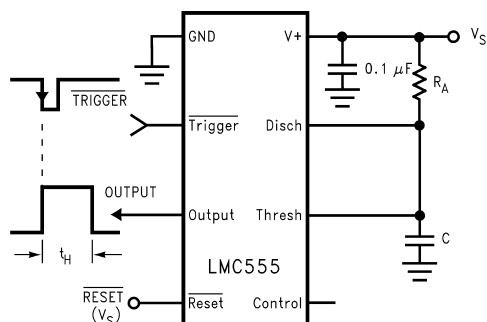 GND
V+
V_S
0.1 μF
R_A
TRIGGER
Trigger
Disch
OUTPUT
Output
Thresh
t_H
C
LMC555
RESET
(V_S)
Reset
Control